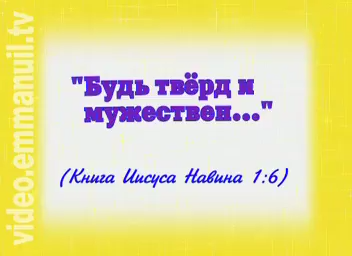 "Будь твёрд и
мужествен..."
(Книга Иисуса Навина 1:6)
video.emmanuil.tv